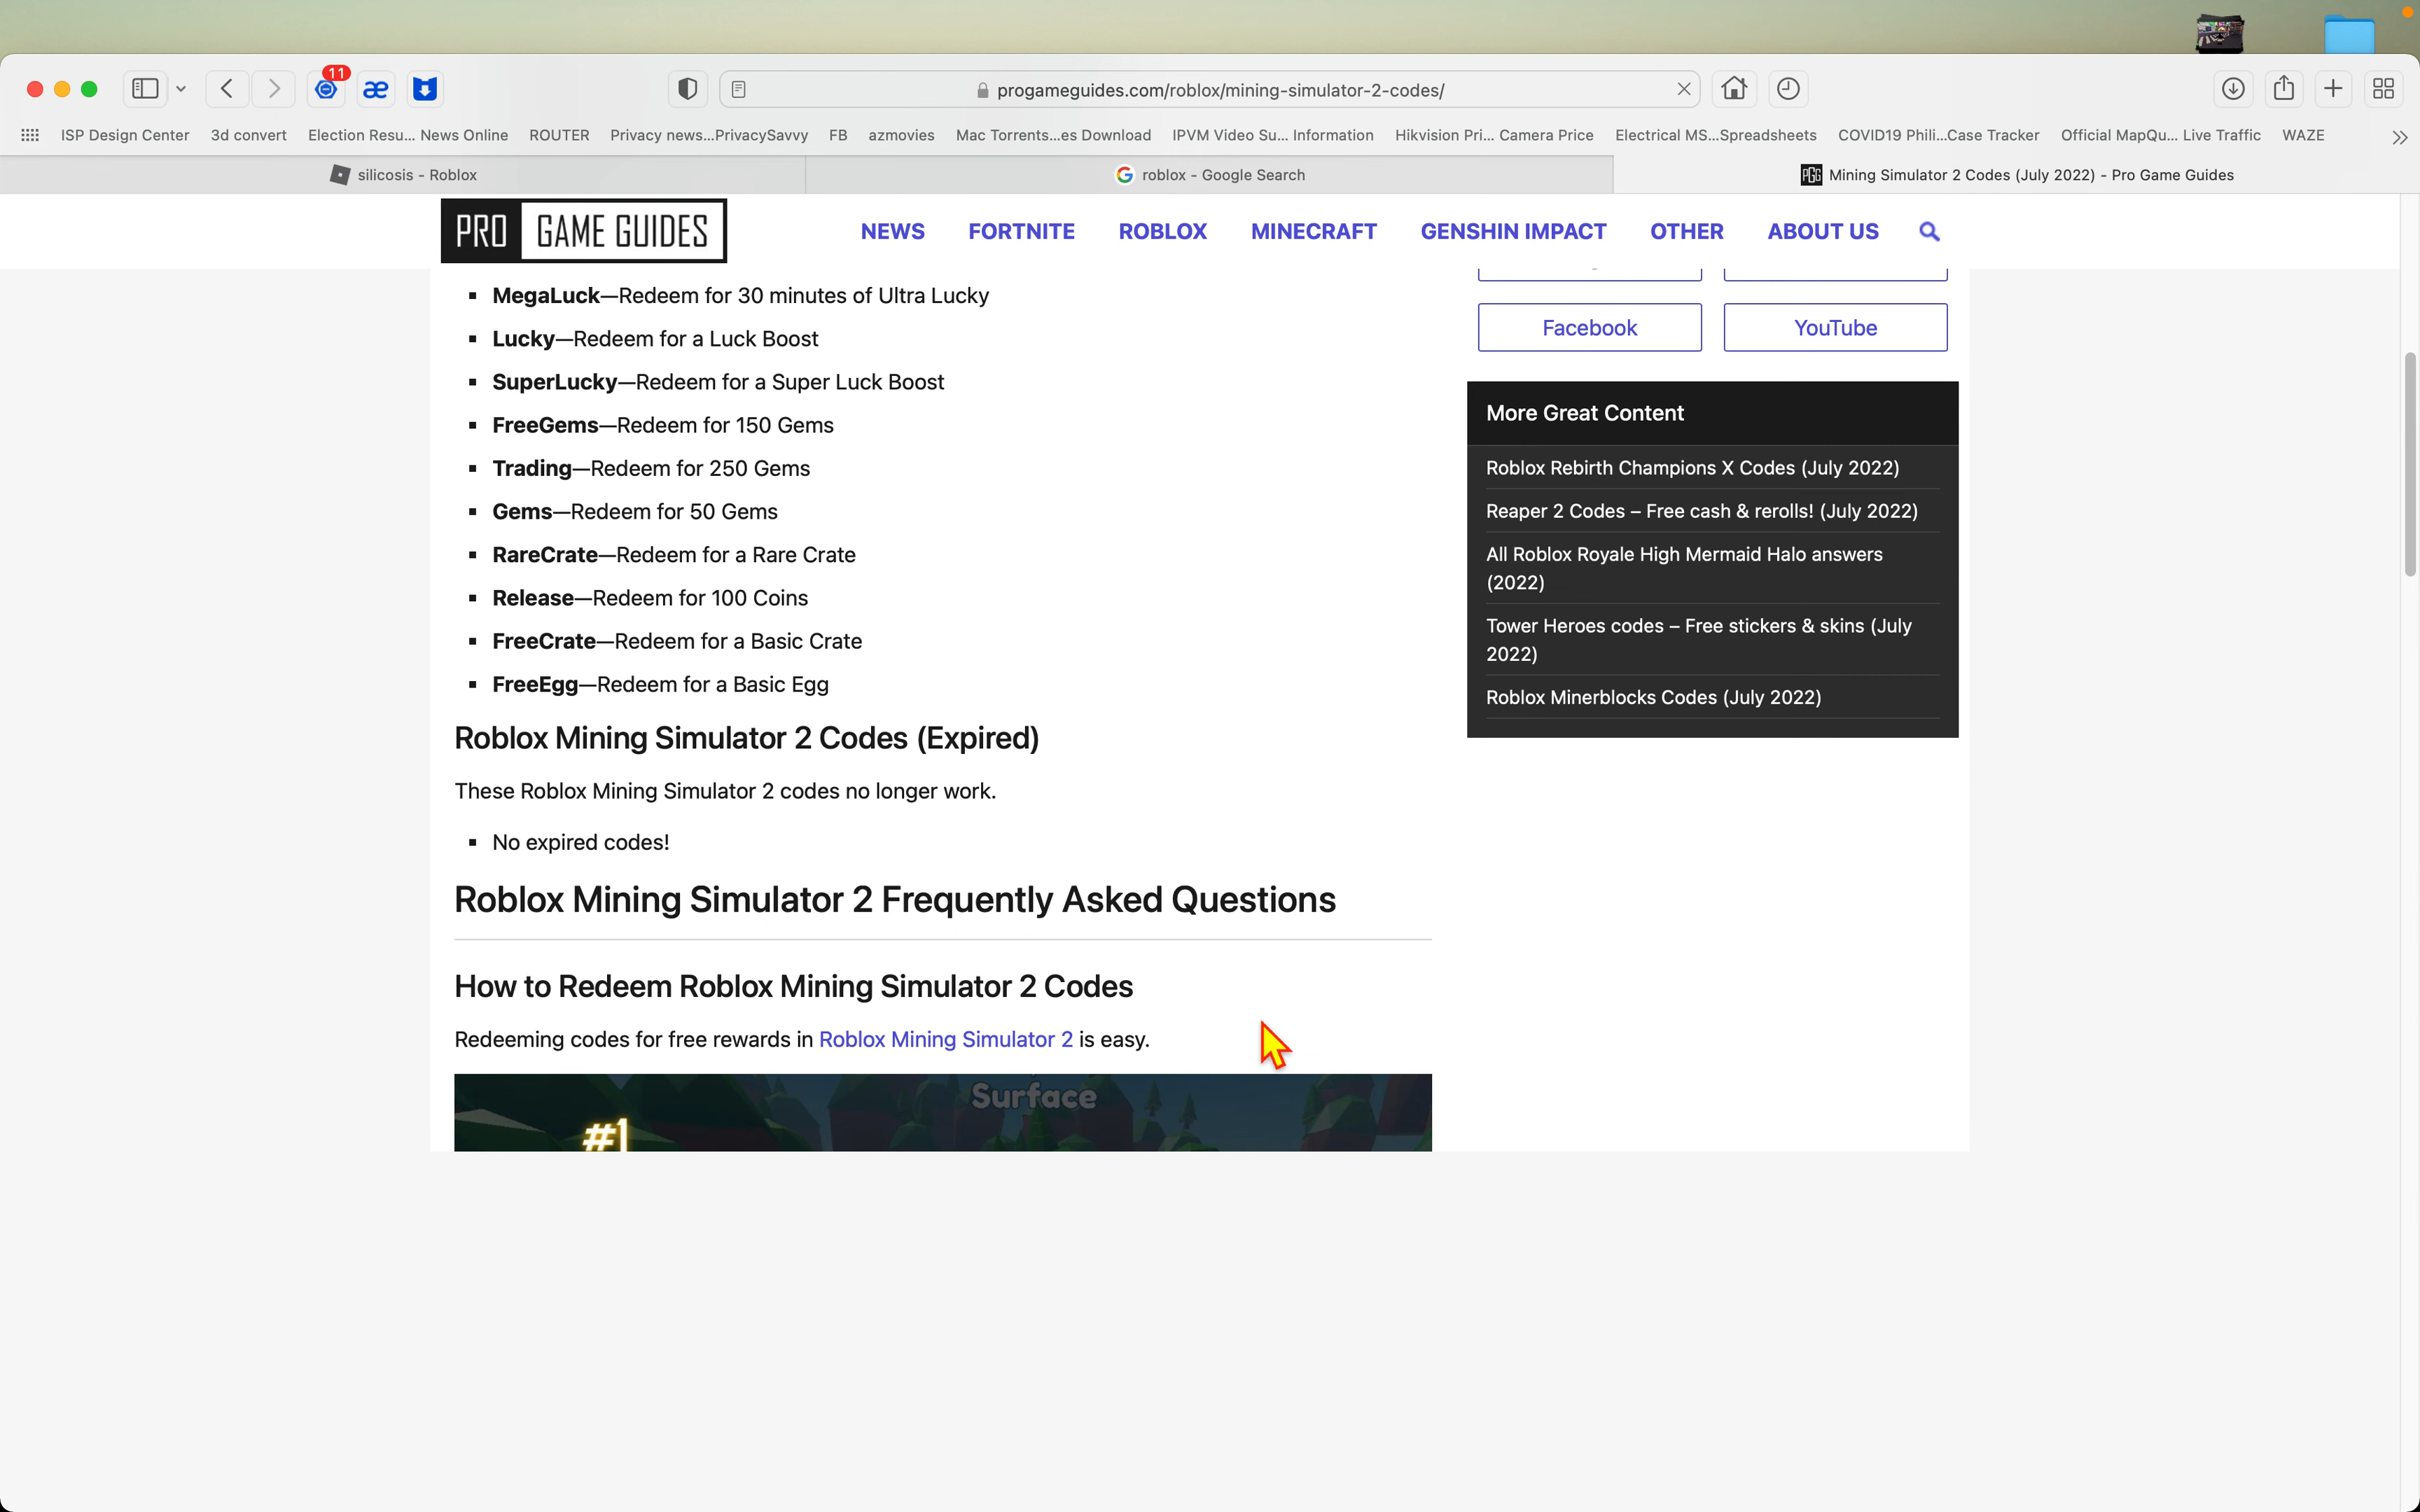 11
progameguides.com/roblox/mining-simulator-2-codes/
ISP Design Center 3d convert Election Resu... News Online ROUTER Privacy news...PrivacySavvy FB azmovies Mac Torrents...es Download IPVM Video Su... Information Hikvision Pri... Camera Price Electrical MS...Spreadsheets COVID19 Phili...Case Tracker Official MapQu... Live Traffic WAZE
silicosis - Roblox roblox - Google Search PGG Mining Simulator 2 Codes (July 2022) - Pro Game Guides
PRO GAME GUIDES NEWS FORTNITE ROBLOX MINECRAFT GENSHIN IMPACT OTHER ABOUT US
MegaLuck—Redeem for 30 minutes of Ultra Lucky
Lucky—Redeem for a Luck Boost
SuperLucky—Redeem for a Super Luck Boost
FreeGems—Redeem for 150 Gems
Trading—Redeem for 250 Gems
Gems—Redeem for 50 Gems
RareCrate—Redeem for a Rare Crate
Release—Redeem for 100 Coins
FreeCrate—Redeem for a Basic Crate
FreeEgg—Redeem for a Basic Egg
Roblox Mining Simulator 2 Codes (Expired)
These Roblox Mining Simulator 2 codes no longer work.
No expired codes!
Roblox Mining Simulator 2 Frequently Asked Questions
How to Redeem Roblox Mining Simulator 2 Codes
Redeeming codes for free rewards in Roblox Mining Simulator 2 is easy.
Surface
#1
Facebook YouTube
More Great Content
Roblox Rebirth Champions X Codes (July 2022)
Reaper 2 Codes – Free cash & rerolls! (July 2022)
All Roblox Royale High Mermaid Halo answers
(2022)
Tower Heroes codes – Free stickers & skins (July
2022)
Roblox Minerblocks Codes (July 2022)